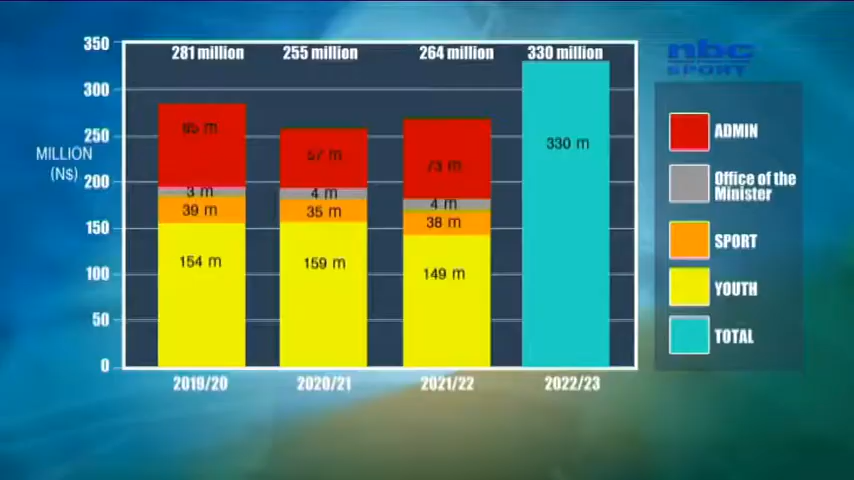 350
281 million
255 million
264 million
330 million
nbc
SPORT
300
250
MILLION
(N$)
200
150
100
50
0
85 m
3 m
39 m
154 m
57 m
4 m
35 m
159 m
73 m
4 m
38 m
149 m
330 m
2019/20
2020/21
2021/22
2022/23
ADMIN
Office of the
Minister
SPORT
YOUTH
TOTAL